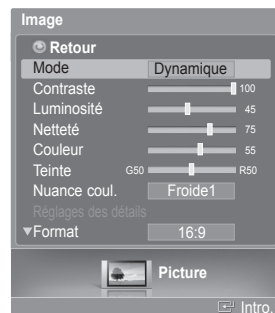 Image
Retour
Mode Dynamique
Contraste 100
Luminosité 45
Netteté 75
Couleur 55
Teinte G50 R50
Nuance coul. Froide1
Réglages des détails
▼Format 16:9
Picture
Intro.